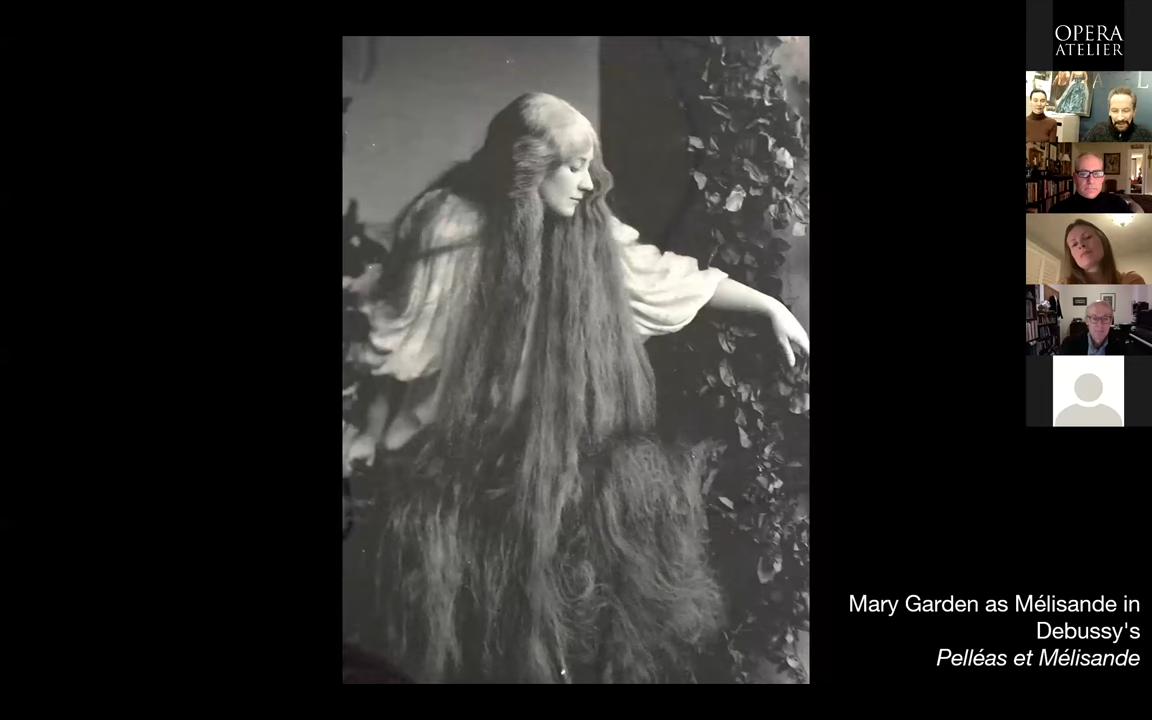 OPERA
ATELIER
Mary Garden as Mélisande in
Debussy's
Pelléas et Mélisande